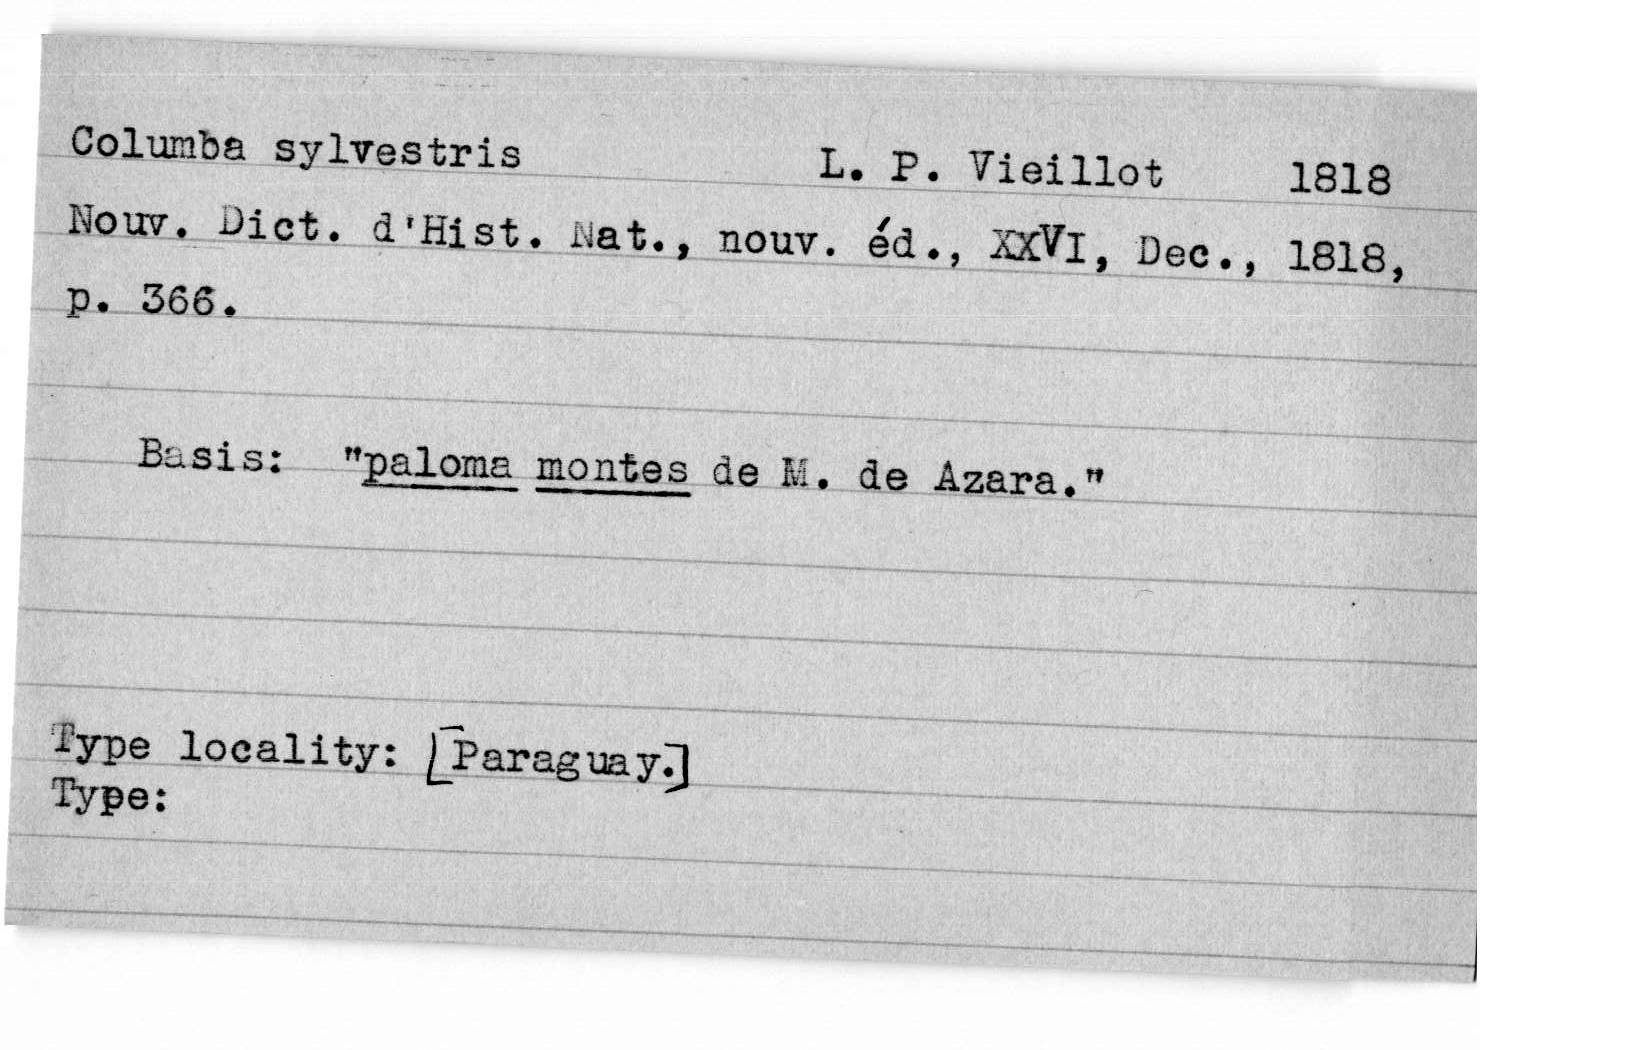 Columba sylvestris L. P. Vieillot 1818
Nouv. Dict. d'Hist. Nat., nouv. éd., XXVI, Dec., 1818,
p. 366.
Basis: "paloma montes de M. de Azara."
Type locality: [Paraguay.]
Type: